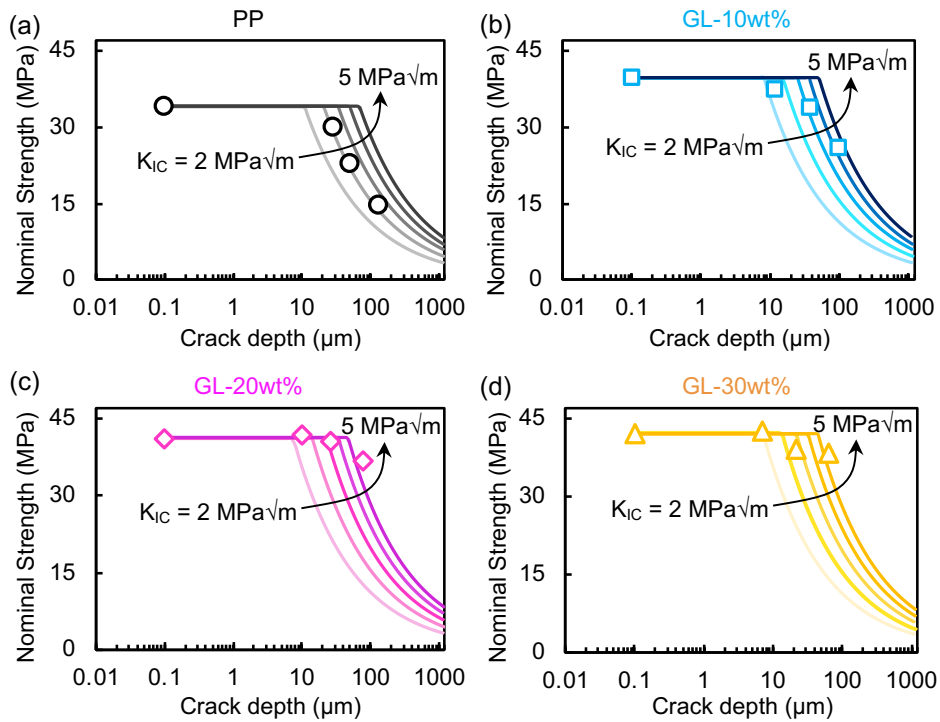 (a) PP
Nominal Strength (MPa)
45
30
15
0
5 MPa√m
K_IC = 2 MPa√m
0.01 0.1 1 10 100 1000
Crack depth (µm)
(b) GL-10wt%
Nominal Strength (MPa)
45
30
15
0
5 MPa√m
K_IC = 2 MPa√m
0.01 0.1 1 10 100 1000
Crack depth (µm)
(c) GL-20wt%
Nominal Strength (MPa)
45
30
15
0
5 MPa√m
K_IC = 2 MPa√m
0.01 0.1 1 10 100 1000
Crack depth (µm)
(d) GL-30wt%
Nominal Strength (MPa)
45
30
15
0
5 MPa√m
K_IC = 2 MPa√m
0.01 0.1 1 10 100 1000
Crack depth (µm)